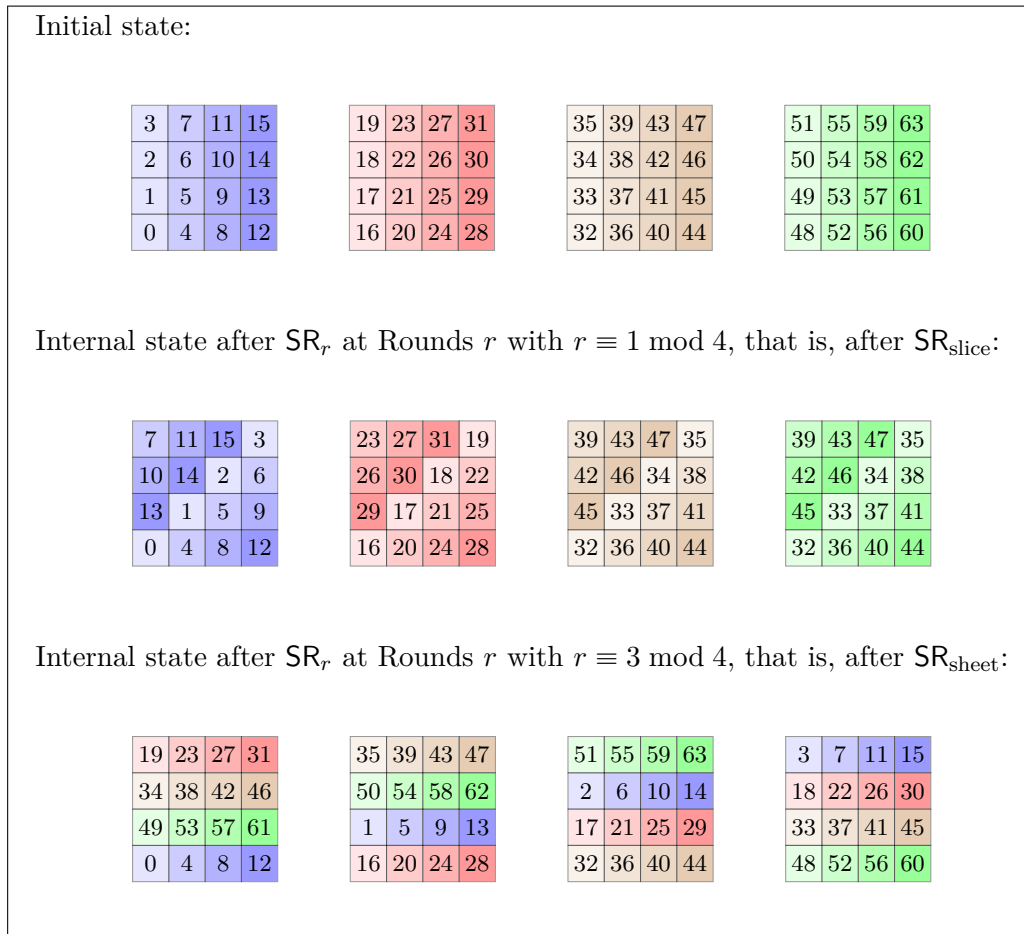 Initial state:
3 7 11 15 19 23 27 31 35 39 43 47 51 55 59 63
2 6 10 14 18 22 26 30 34 38 42 46 50 54 58 62
1 5 9 13 17 21 25 29 33 37 41 45 49 53 57 61
0 4 8 12 16 20 24 28 32 36 40 44 48 52 56 60
Internal state after SR_r at Rounds r with r ≡ 1 mod 4, that is, after SR_slice:
7 11 15 3 23 27 31 19 39 43 47 35 39 43 47 35
10 14 2 6 26 30 18 22 42 46 34 38 42 46 34 38
13 1 5 9 29 17 21 25 45 33 37 41 45 33 37 41
0 4 8 12 16 20 24 28 32 36 40 44 32 36 40 44
Internal state after SR_r at Rounds r with r ≡ 3 mod 4, that is, after SR_sheet:
19 23 27 31 35 39 43 47 51 55 59 63 3 7 11 15
34 38 42 46 50 54 58 62 2 6 10 14 18 22 26 30
49 53 57 61 1 5 9 13 17 21 25 29 33 37 41 45
0 4 8 12 16 20 24 28 32 36 40 44 48 52 56 60